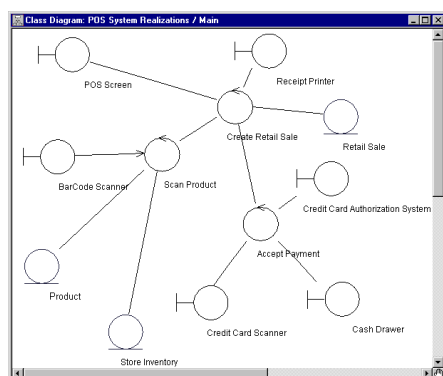 Class Diagram: POS System Realizations / Main
POS Screen
Receipt Printer
Create Retail Sale
Retail Sale
BarCode Scanner
Scan Product
Credit Card Authorization System
Accept Payment
Product
Credit Card Scanner
Cash Drawer
Store Inventory